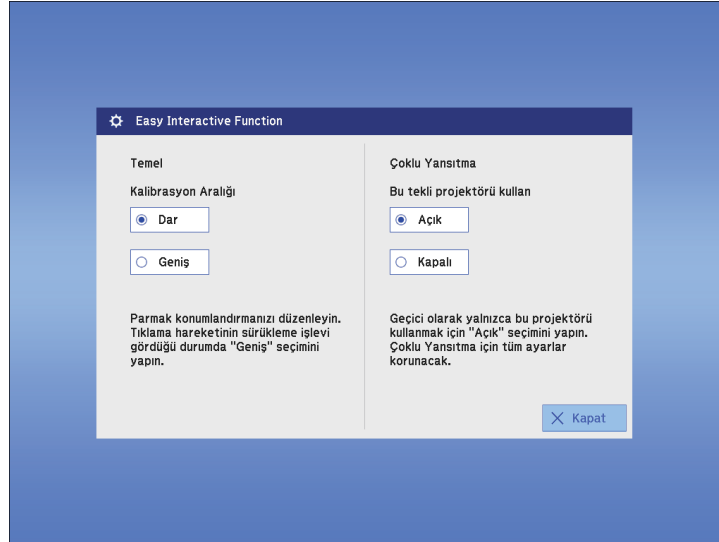 Easy Interactive Function
Temel
Kalibrasyon Aralığı
Dar
Geniş
Parmak konumlandırmanızı düzenleyin.
Tıklama hareketinin sürükleme işlevi
gördüğü durumda "Geniş" seçimini
yapın.
Çoklu Yansıtma
Bu tekli projektörü kullan
Açık
Kapalı
Geçici olarak yalnızca bu projektörü
kullanmak için "Açık" seçimini yapın.
Çoklu Yansıtma için tüm ayarlar
korunacak.
Kapat